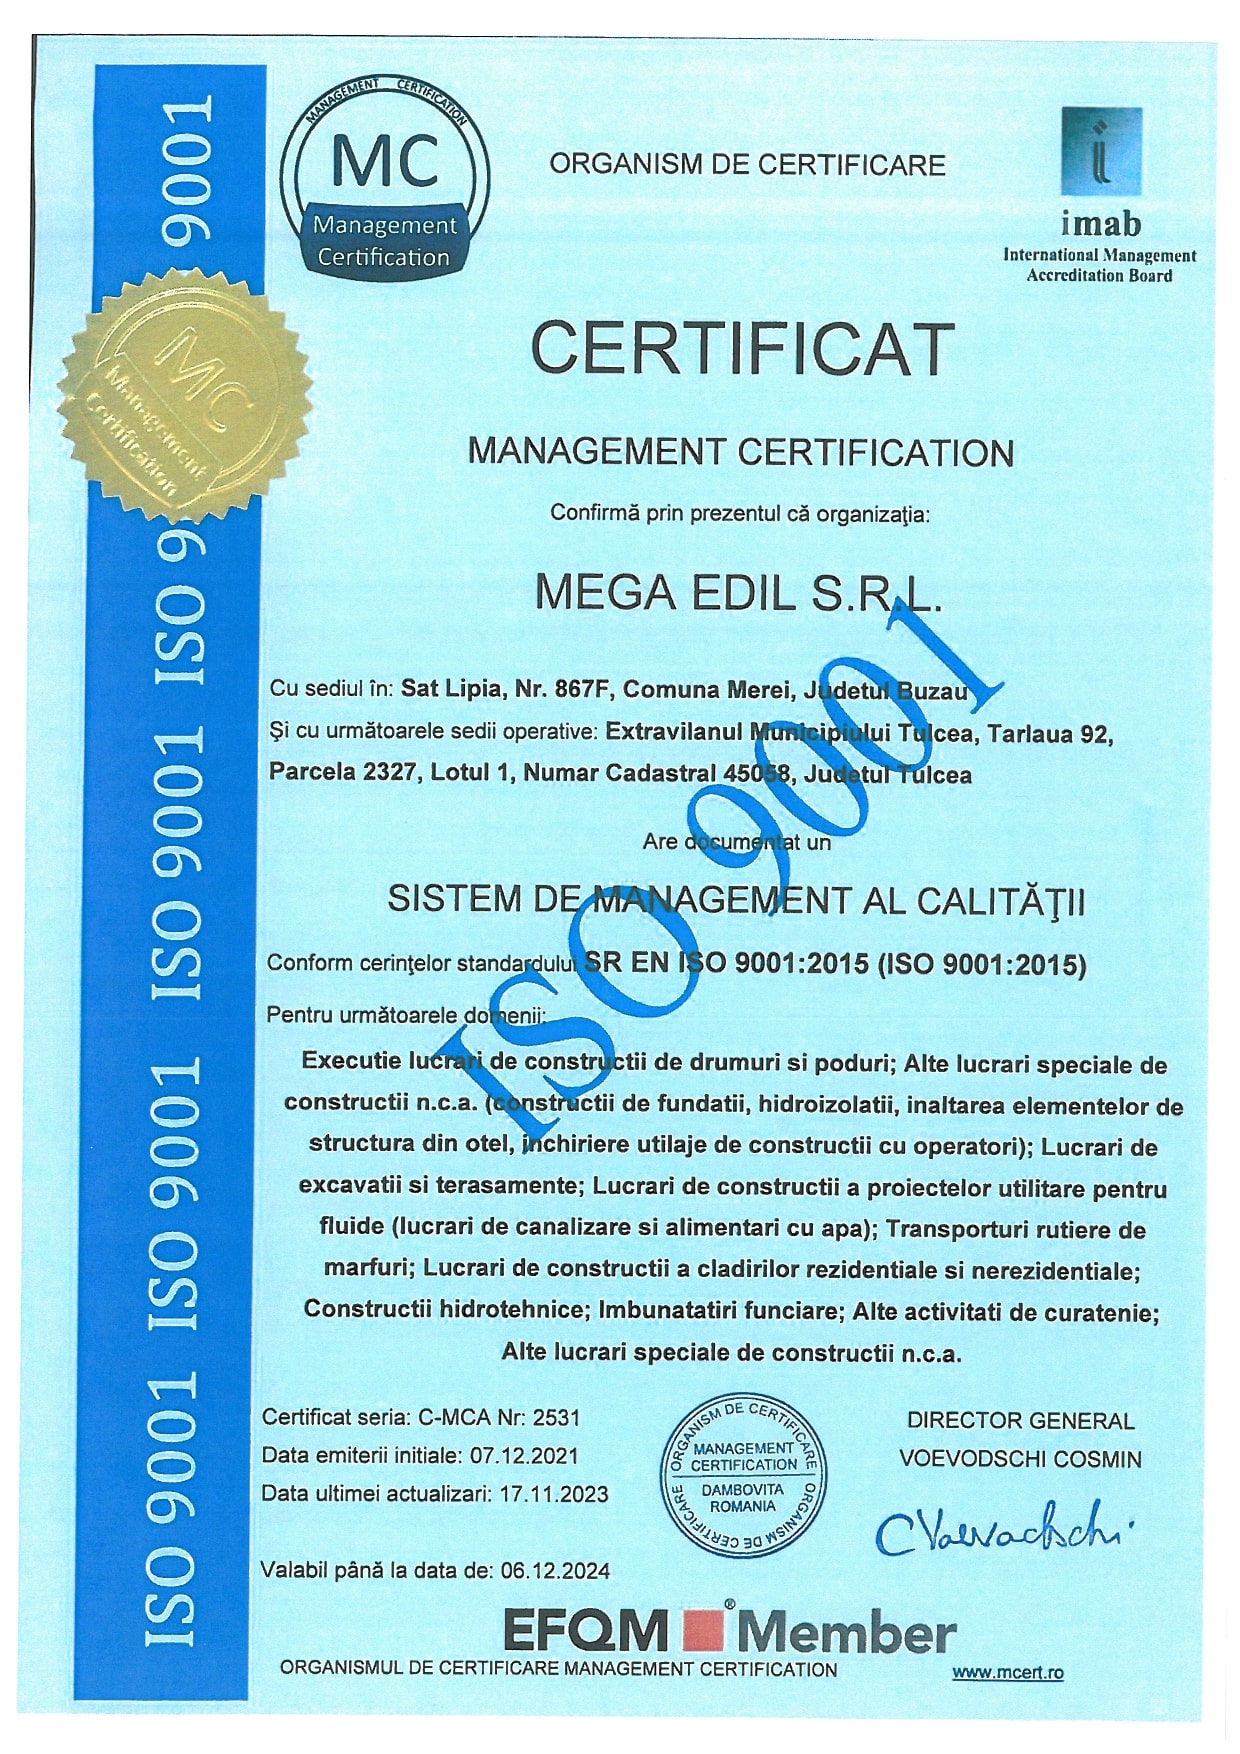 MANAGEMENT CERTIFICATION
MC
Management
Certification
ORGANISM DE CERTIFICARE
imab
International Management
Accreditation Board
9001
MC
Management
Certification
ISO 9
ISO 9001
ISO 9001
ISO 9001
CERTIFICAT
MANAGEMENT CERTIFICATION
Confirmă prin prezentul că organizaţia:
MEGA EDIL S.R.L.
Cu sediul în: Sat Lipia, Nr. 867F, Comuna Merei, Judetul Buzau
Şi cu următoarele sedii operative: Extravilanul Municipiului Tulcea, Tarlaua 92,
Parcela 2327, Lotul 1, Numar Cadastral 45058, Judetul Tulcea
Are documentat un
SISTEM DE MANAGEMENT AL CALITĂŢII
Conform cerinţelor standardului SR EN ISO 9001:2015 (ISO 9001:2015)
Pentru următoarele domenii:
ISO 9001
Executie lucrari de constructii de drumuri si poduri; Alte lucrari speciale de
constructii n.c.a. (constructii de fundatii, hidroizolatii, inaltarea elementelor de
structura din otel, inchiriere utilaje de constructii cu operatori); Lucrari de
excavatii si terasamente; Lucrari de constructii a proiectelor utilitare pentru
fluide (lucrari de canalizare si alimentari cu apa); Transporturi rutiere de
marfuri; Lucrari de constructii a cladirilor rezidentiale si nerezidentiale;
Constructii hidrotehnice; Imbunatatiri funciare; Alte activitati de curatenie;
Alte lucrari speciale de constructii n.c.a.
Certificat seria: C-MCA Nr: 2531
Data emiterii initiale: 07.12.2021
Data ultimei actualizari: 17.11.2023
Valabil până la data de: 06.12.2024
ORGANISM DE CERTIFICARE
MANAGEMENT
CERTIFICATION
DAMBOVITA
ROMANIA
ORGANISM DE CERTIFICARE
DIRECTOR GENERAL
VOEVODSCHI COSMIN
CVoevodschi
EFQM ® Member
ORGANISMUL DE CERTIFICARE MANAGEMENT CERTIFICATION
www.mcert.ro